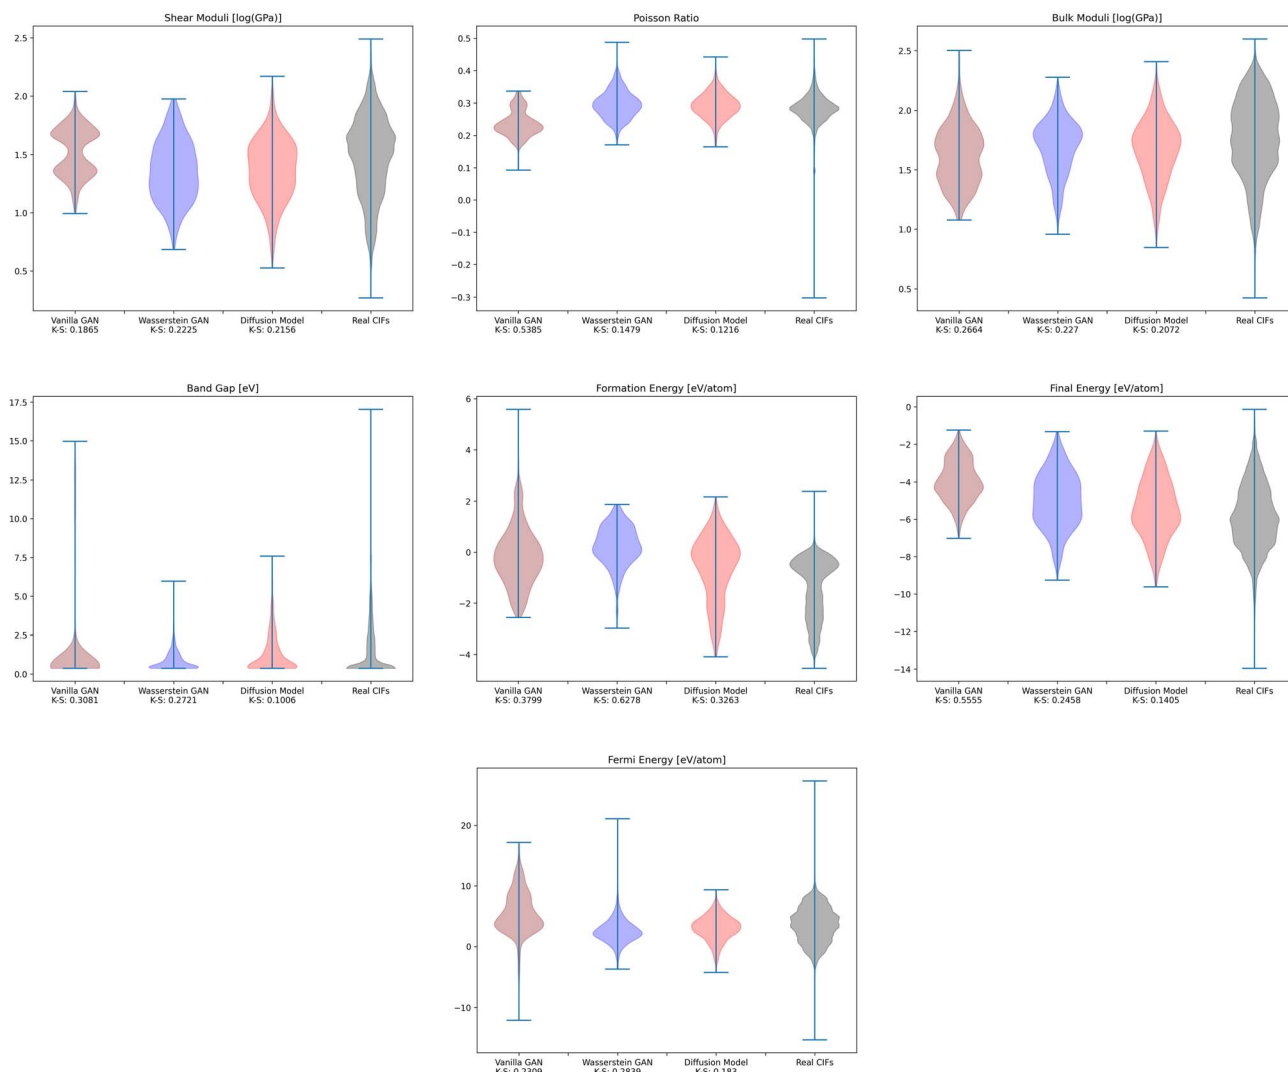 Shear Moduli [log(GPa)]
2.5
2.0
1.5
1.0
0.5
Vanilla GAN Wasserstein GAN Diffusion Model Real CIFs
K-S: 0.1865 K-S: 0.2225 K-S: 0.2156
Poisson Ratio
0.5
0.4
0.3
0.2
0.1
0.0
−0.1
−0.2
−0.3
Vanilla GAN Wasserstein GAN Diffusion Model Real CIFs
K-S: 0.5385 K-S: 0.1479 K-S: 0.1216
Bulk Moduli [log(GPa)]
2.5
2.0
1.5
1.0
0.5
Vanilla GAN Wasserstein GAN Diffusion Model Real CIFs
K-S: 0.2664 K-S: 0.227 K-S: 0.2072
Band Gap [eV]
17.5
15.0
12.5
10.0
7.5
5.0
2.5
0.0
Vanilla GAN Wasserstein GAN Diffusion Model Real CIFs
K-S: 0.3081 K-S: 0.2721 K-S: 0.1006
Formation Energy [eV/atom]
6
4
2
0
−2
−4
Vanilla GAN Wasserstein GAN Diffusion Model Real CIFs
K-S: 0.3799 K-S: 0.6278 K-S: 0.3263
Final Energy [eV/atom]
0
−2
−4
−6
−8
−10
−12
−14
Vanilla GAN Wasserstein GAN Diffusion Model Real CIFs
K-S: 0.5555 K-S: 0.2458 K-S: 0.1405
Fermi Energy [eV/atom]
20
10
0
−10
Vanilla GAN Wasserstein GAN Diffusion Model Real CIFs
K-S: 0.2309 K-S: 0.2839 K-S: 0.183